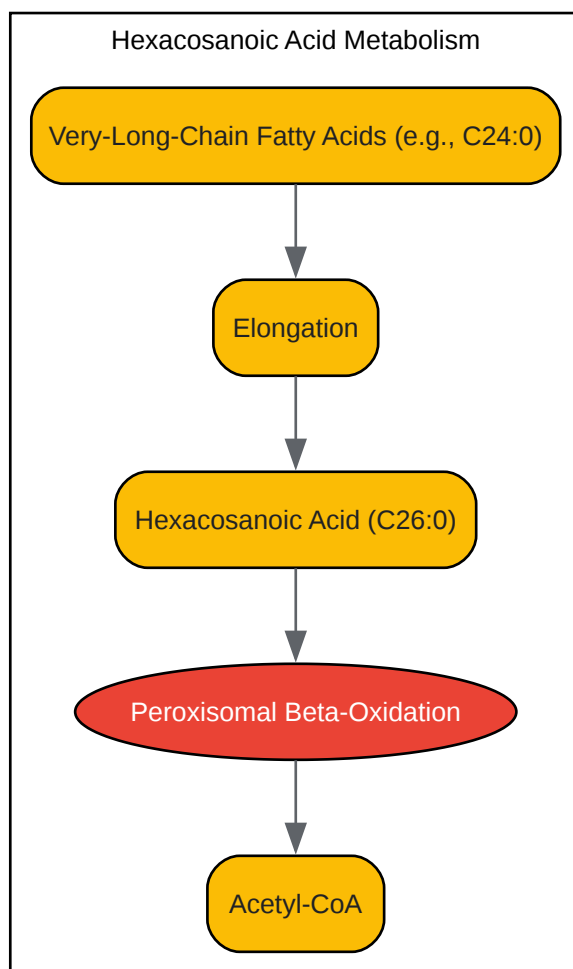 Hexacosanoic Acid Metabolism
Very-Long-Chain Fatty Acids (e.g., C24:0)
Elongation
Hexacosanoic Acid (C26:0)
Peroxisomal Beta-Oxidation
Acetyl-CoA